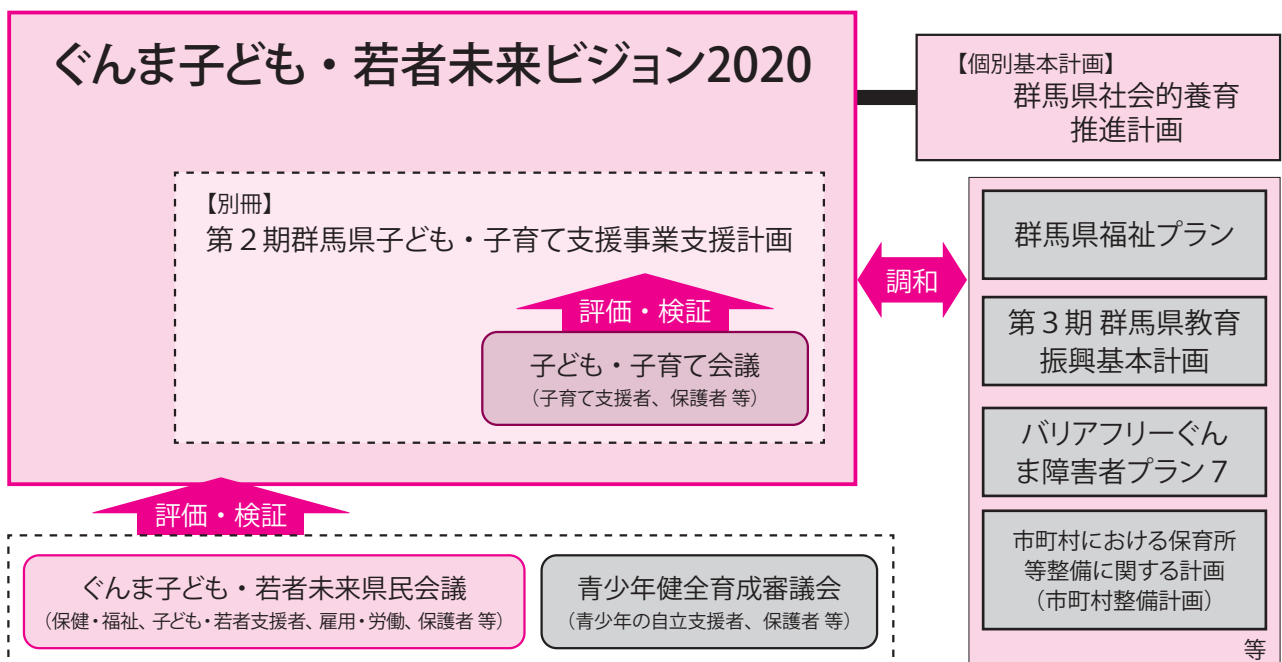 ぐんま子ども・若者未来ビジョン2020
【個別基本計画】
群馬県社会的養育
推進計画
【別冊】
第2期群馬県子ども・子育て支援事業支援計画
評価・検証
子ども・子育て会議
（子育て支援者、保護者 等）
調和
群馬県福祉プラン
第3期 群馬県教育
振興基本計画
バリアフリーぐん
ま障害者プラン7
市町村における保育所
等整備に関する計画
（市町村整備計画）
等
評価・検証
ぐんま子ども・若者未来県民会議
（保健・福祉、子ども・若者支援者、雇用・労働、保護者 等）
青少年健全育成審議会
（青少年の自立支援者、保護者 等）